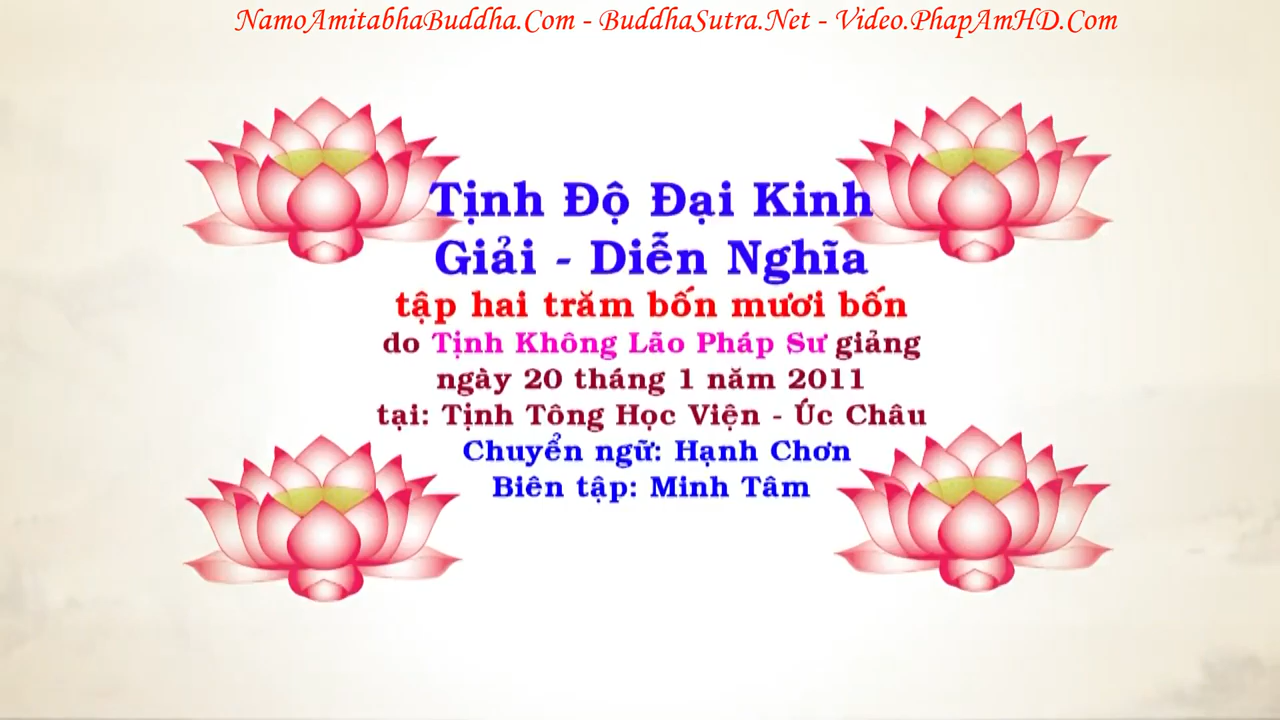 NamoAmitabhaBuddha.Com - BuddhaSutra.Net - Video.PhapAmHD.Com
Tịnh Độ Đại Kinh
Giải - Diễn Nghĩa
tập hai trăm bốn mươi bốn
do Tịnh Không Lão Pháp Sư giảng
ngày 20 tháng 1 năm 2011
tại: Tịnh Tông Học Viện - Úc Châu
Chuyển ngữ: Hạnh Chơn
Biên tập: Minh Tâm